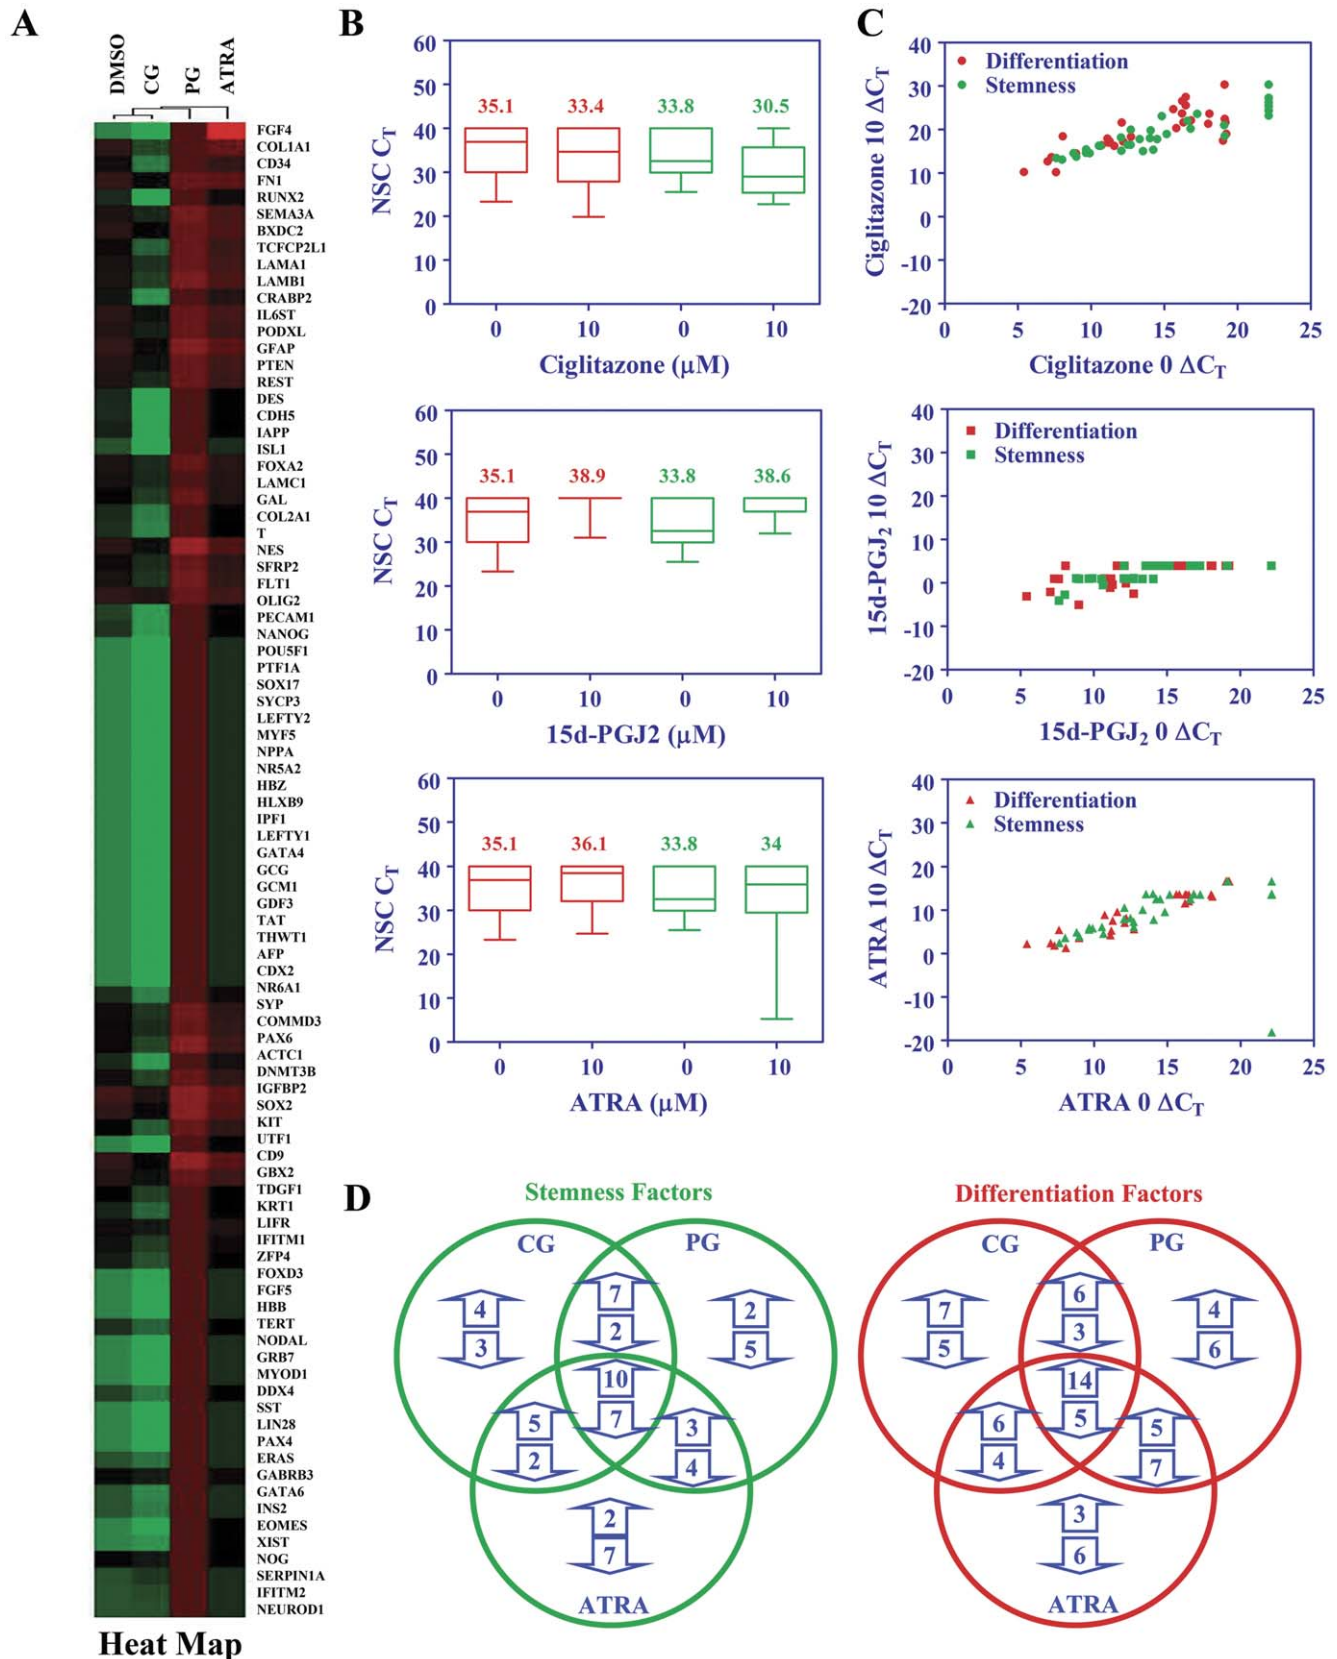 A
DMSO
CG
PG
ATRA
FGF4
COL1A1
CD34
FN1
RUNX2
SEMA3A
BXDC2
TCFCP2L1
LAMA1
LAMB1
CRABP2
IL6ST
PODXL
GFAP
PTEN
REST
DES
CDH5
IAPP
ISL1
FOXA2
LAMC1
GAL
COL2A1
T
NES
SFRP2
FLT1
OLIG2
PECAM1
NANOG
POU5F1
PTF1A
SOX17
SYCP3
LEFTY2
MYF5
NPPA
NR5A2
HBZ
HLXB9
IPF1
LEFTY1
GATA4
GCG
GCM1
GDF3
TAT
THWT1
AFP
CDX2
NR6A1
SYP
COMMD3
PAX6
ACTC1
DNMT3B
IGFBP2
SOX2
KIT
UTF1
CD9
GBX2
TDGF1
KRT1
LIFR
IFITM1
ZFP4
FOXD3
FGF5
HBB
TERT
NODAL
GRB7
MYOD1
DDX4
SST
LIN28
PAX4
ERAS
GABRB3
GATA6
INS2
EOMES
XIST
NOG
SERPIN1A
IFITM2
NEUROD1
Heat Map
B
NSC CT
60
50
40
30
20
10
0
35.1 33.4 33.8 30.5
0 10 0 10
Ciglitazone (μM)
NSC CT
60
50
40
30
20
10
0
35.1 38.9 33.8 38.6
0 10 0 10
15d-PGJ2 (μM)
NSC CT
60
50
40
30
20
10
0
35.1 36.1 33.8 34
0 10 0 10
ATRA (μM)
C
Ciglitazone 10 ΔCT
40
30
20
10
0
-10
-20
Differentiation
Stemness
0 5 10 15 20 25
Ciglitazone 0 ΔCT
15d-PGJ2 10 ΔCT
40
30
20
10
0
-10
-20
Differentiation
Stemness
0 5 10 15 20 25
15d-PGJ2 0 ΔCT
ATRA 10 ΔCT
40
30
20
10
0
-10
-20
Differentiation
Stemness
0 5 10 15 20 25
ATRA 0 ΔCT
D
Stemness Factors
CG PG
4 7 2
3 2 5
10
7
5 3
2 4
2
7
ATRA
Differentiation Factors
CG PG
7 6 4
5 3 6
14
5
6 5
4 7
3
6
ATRA